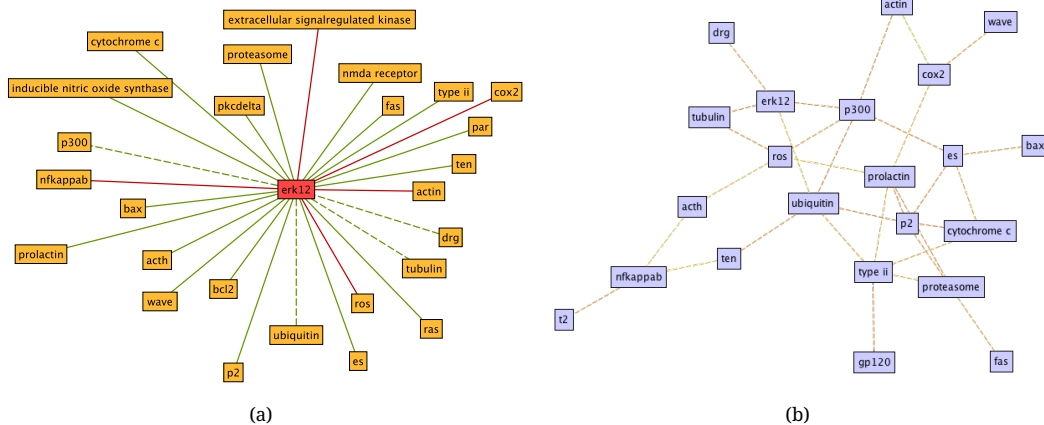 extracellular signalregulated kinase
cytochrome c
proteasome
nmda receptor
inducible nitric oxide synthase
type ii
cox2
pkcdelta
fas
par
p300
ten
nfkappab
erk12
actin
bax
drg
prolactin
acth
tubulin
bcl2
wave
ros
ubiquitin
ras
es
p2
(a)
actin
wave
drg
cox2
erk12
p300
tubulin
bax
ros
es
prolactin
acth
ubiquitin
p2
cytochrome c
ten
nfkappab
type ii
proteasome
t2
gp120
fas
(b)